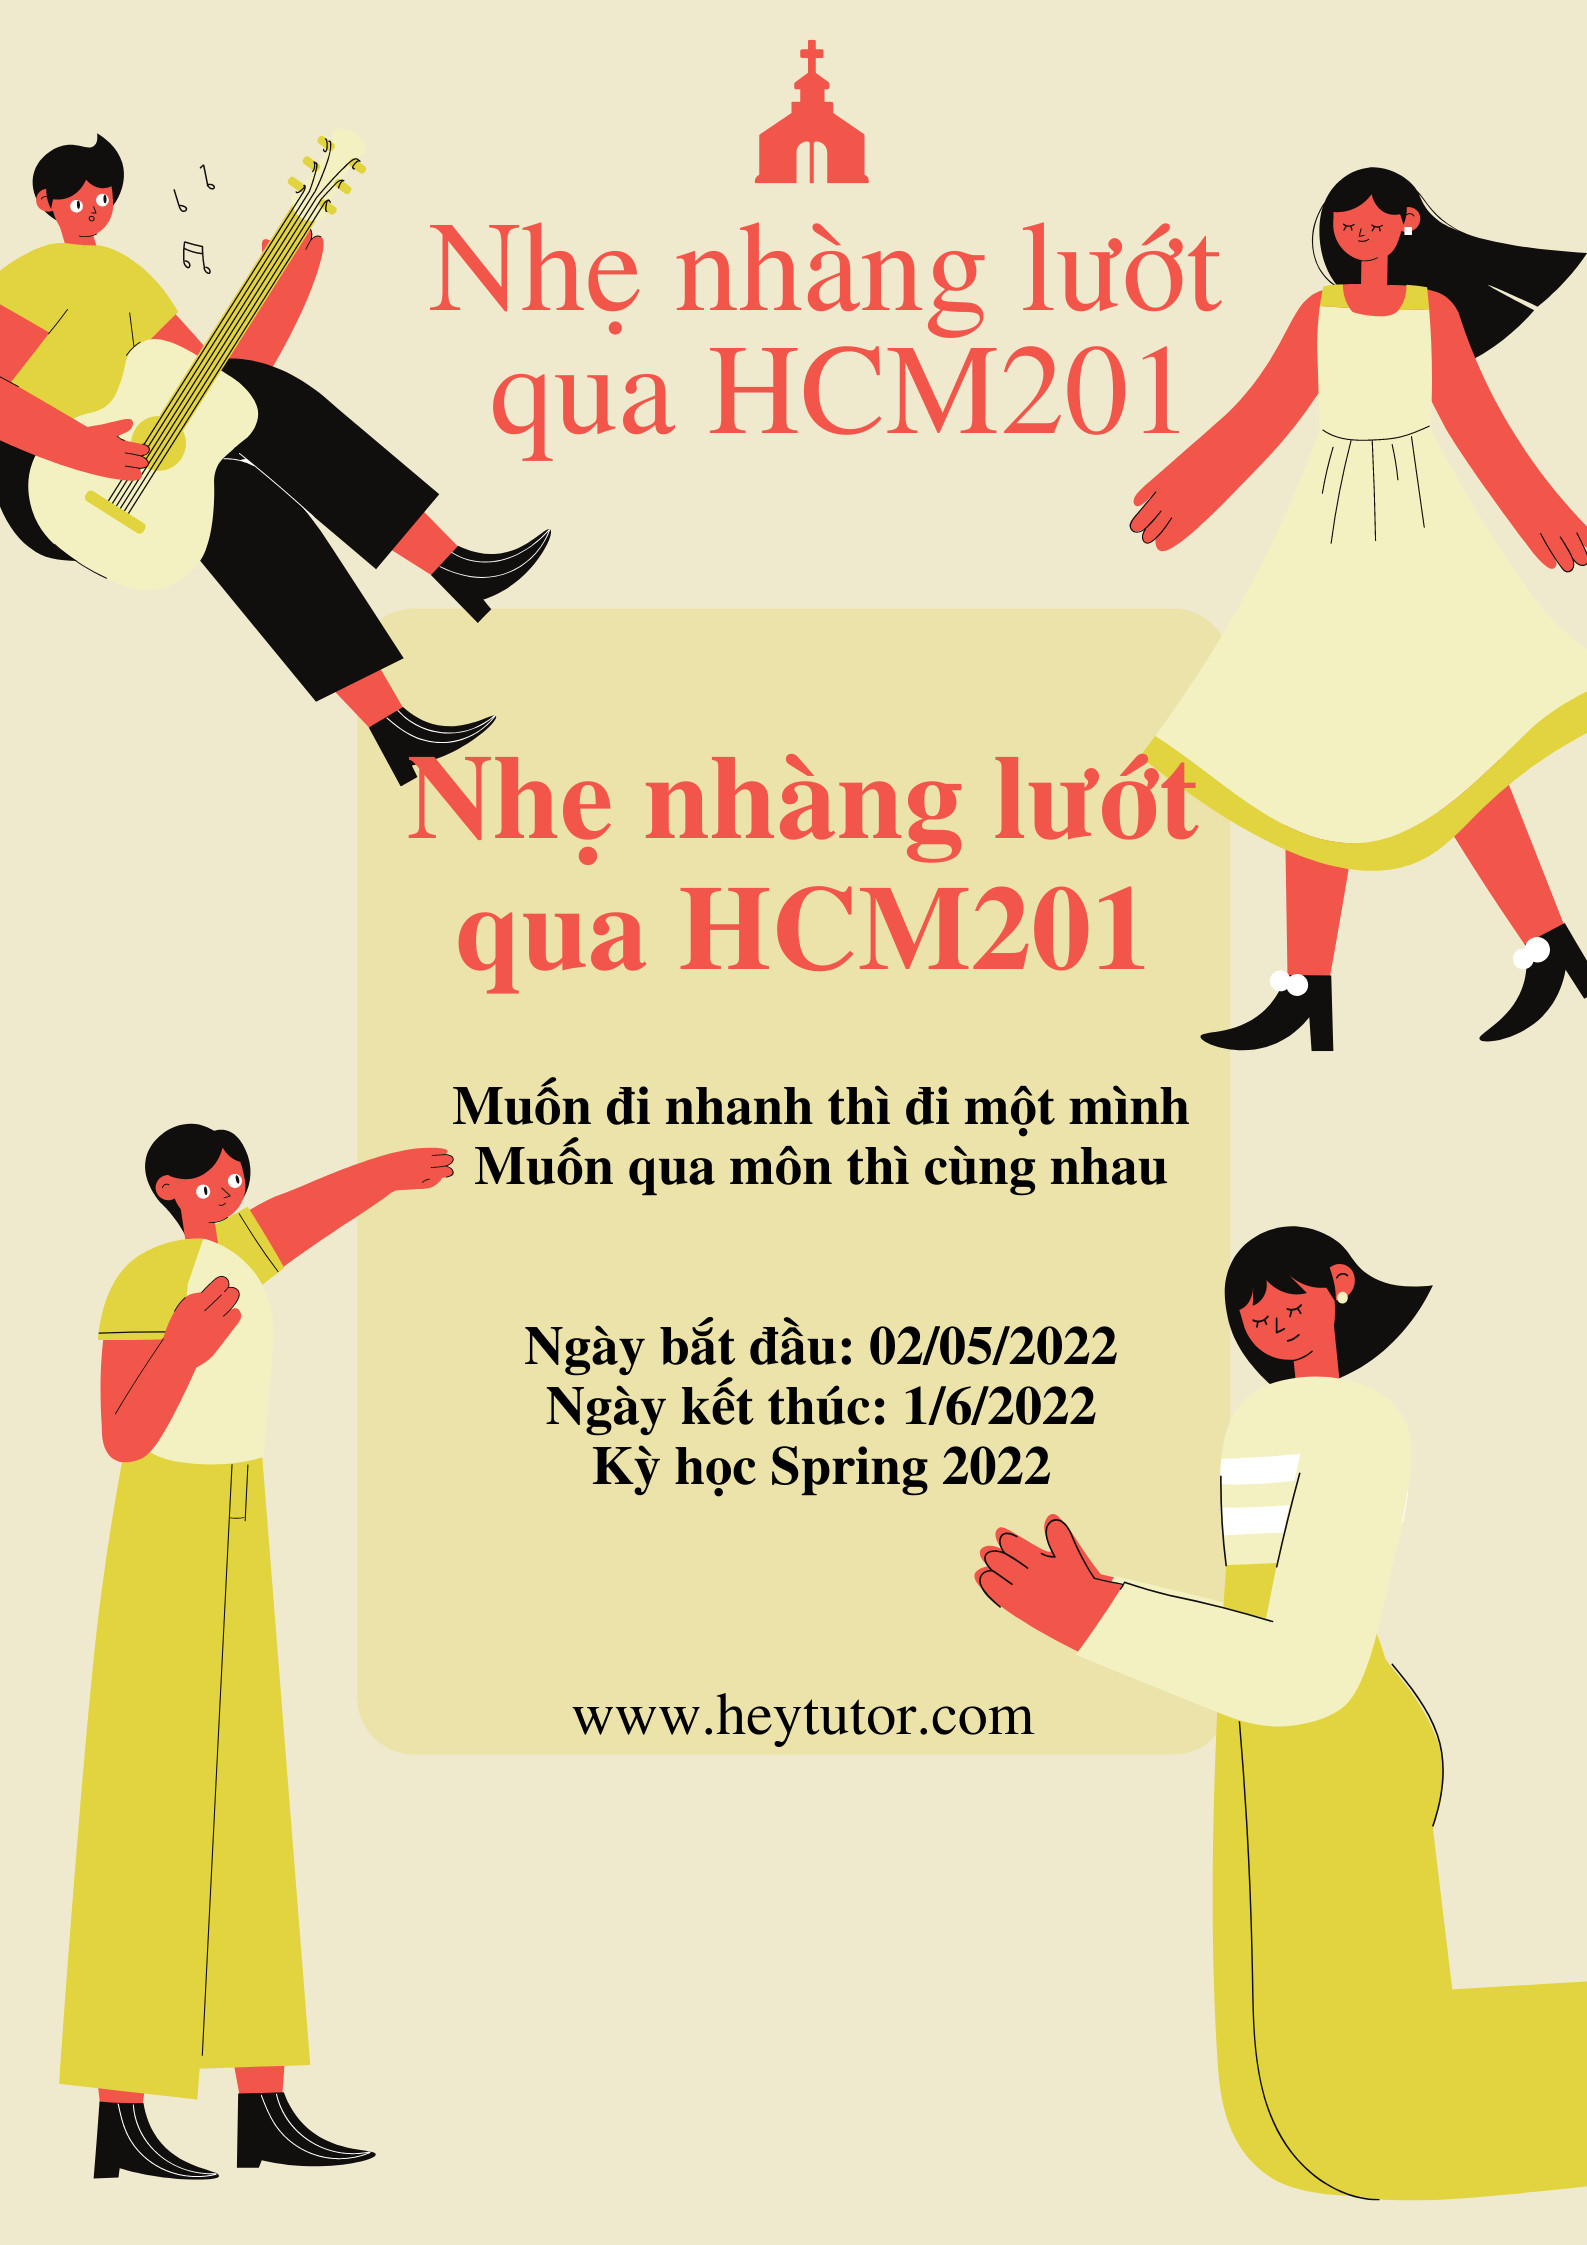 Nhẹ nhàng lướt
qua HCM201
Nhẹ nhàng lướt
qua HCM201
Muốn đi nhanh thì đi một mình
Muốn qua môn thì cùng nhau
Ngày bắt đầu: 02/05/2022
Ngày kết thúc: 1/6/2022
Kỳ học Spring 2022
www.heytutor.com